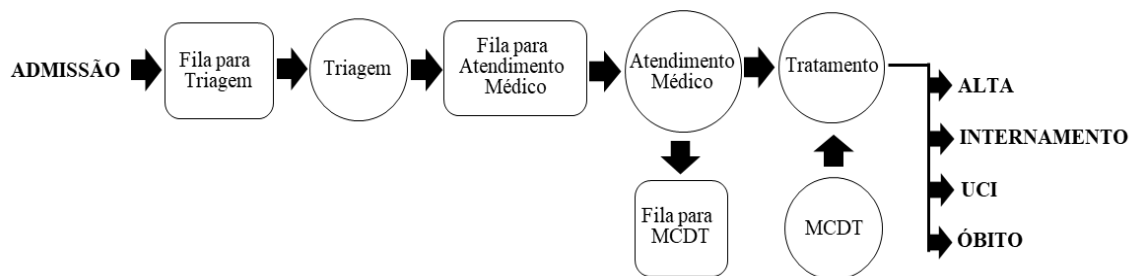 ADMISSÃO
Fila para
Triagem
Triagem
Fila para
Atendimento
Médico
Atendimento
Médico
Tratamento
Fila para
MCDT
MCDT
ALTA
INTERNAMENTO
UCI
ÓBITO